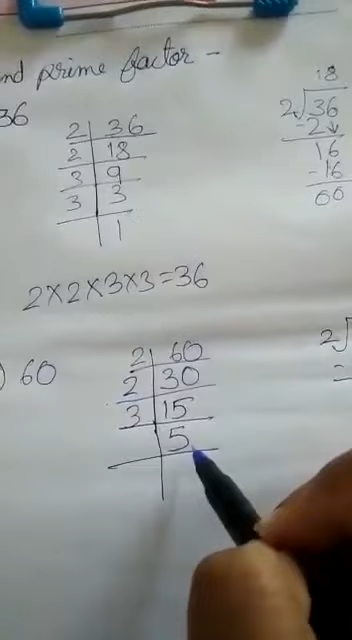 nd prime factor -
36
2 | 36
2 | 18
3 | 9
3 | 3
1
18
2√36
-2↓
16
-16
00
2×2×3×3=36
) 60
2 | 60
2 | 30
3 | 15
5
2√
-